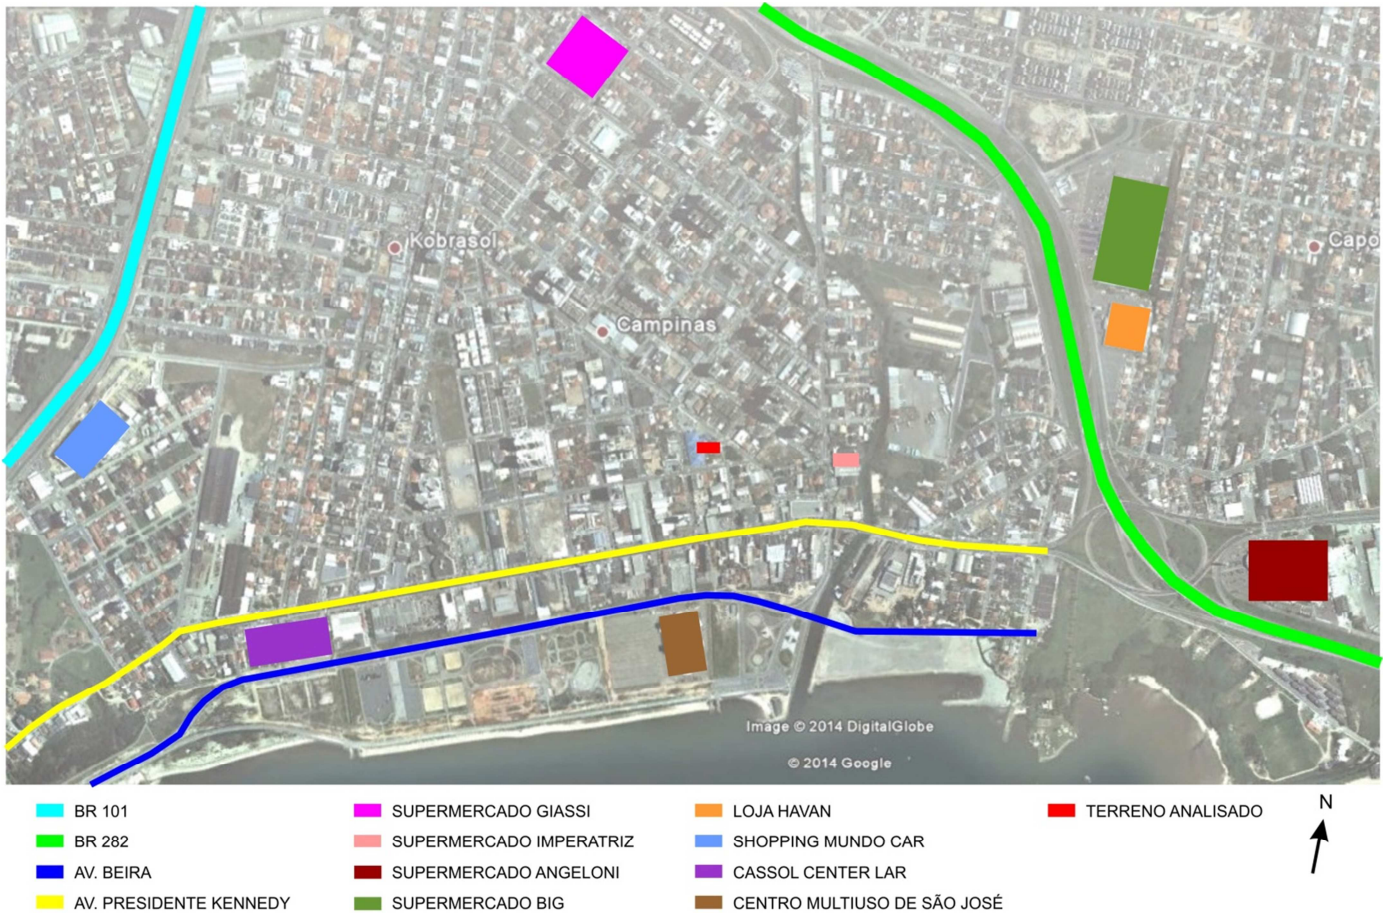 Kobrasol
Capo
Campinas
Image © 2014 DigitalGlobe
© 2014 Google
BR 101
BR 282
AV. BEIRA
AV. PRESIDENTE KENNEDY
SUPERMERCADO GIASSI
SUPERMERCADO IMPERATRIZ
SUPERMERCADO ANGELONI
SUPERMERCADO BIG
LOJA HAVAN
SHOPPING MUNDO CAR
CASSOL CENTER LAR
CENTRO MULTIUSO DE SÃO JOSÉ
TERRENO ANALISADO
N